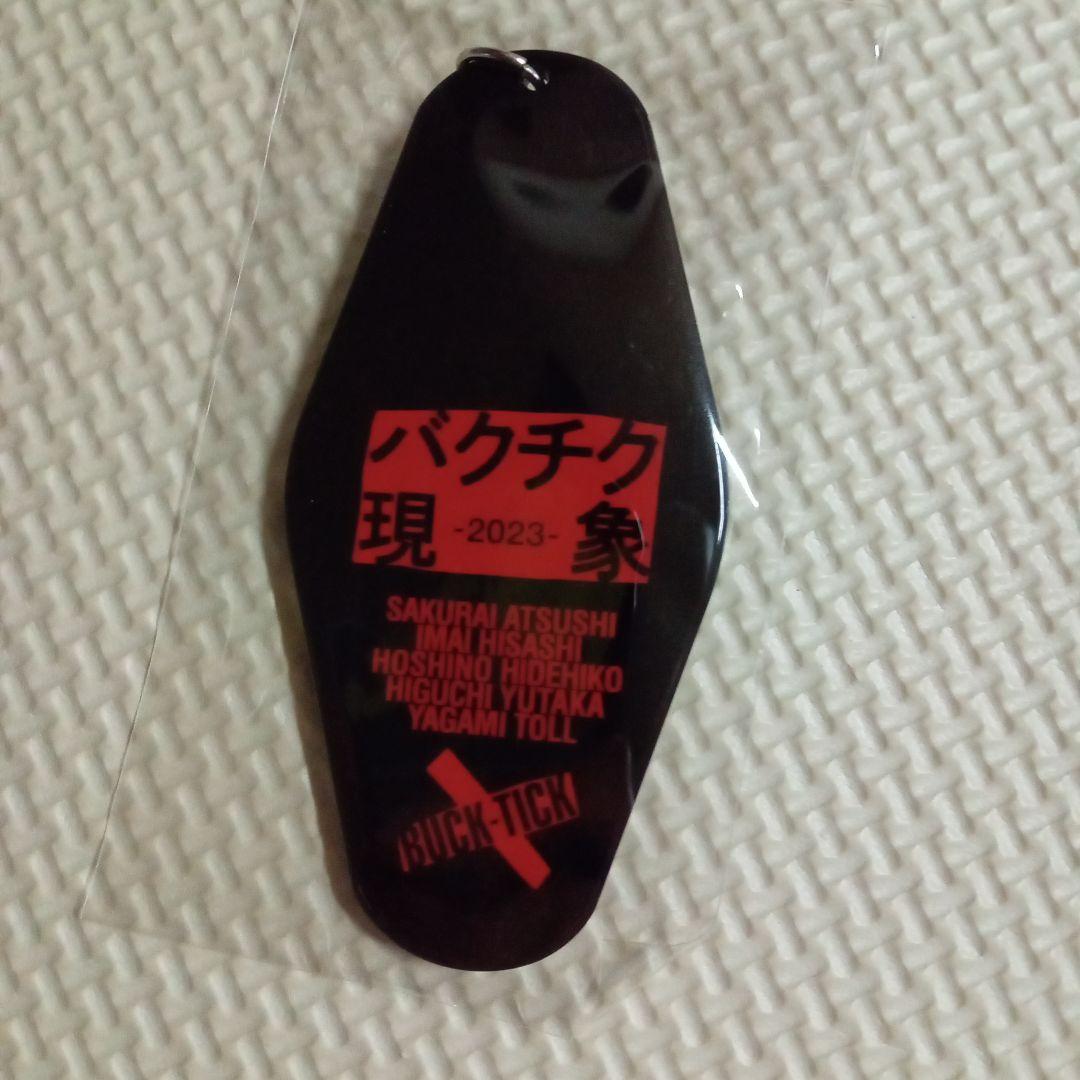 バクチク
現 -2023- 象
SAKURAI ATSUSHI
IMAI HISASHI
HOSHINO HIDEHIKO
HIGUCHI YUTAKA
YAGAMI TOLL
BUCK-TICK